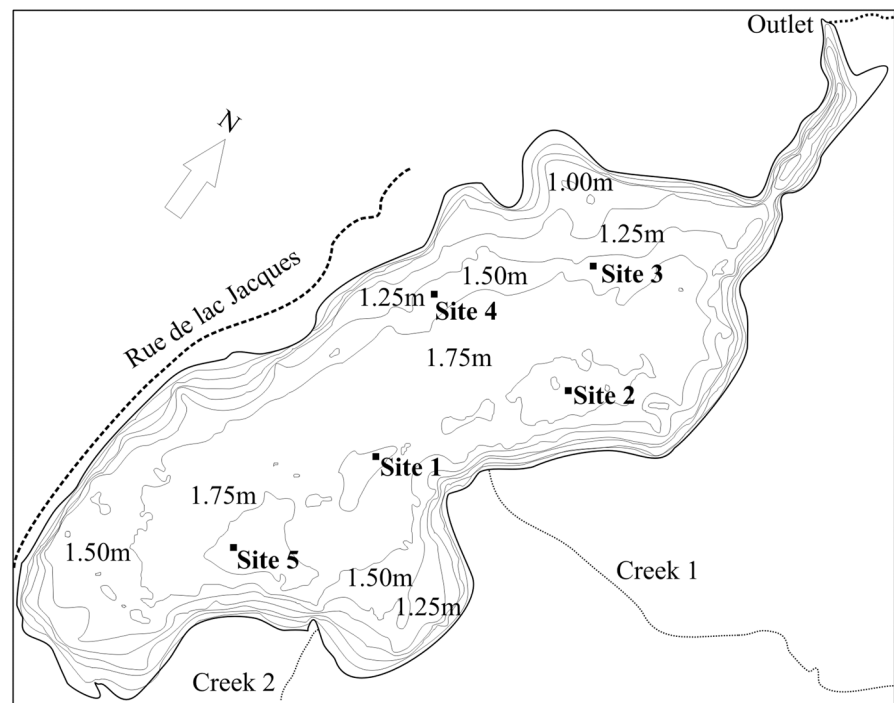 Outlet
N
1.00m
1.25m
Rue de lac Jacques
1.50m
Site 3
1.25m
Site 4
1.75m
Site 2
Site 1
1.75m
1.50m
Site 5
1.50m
Creek 1
1.25m
Creek 2